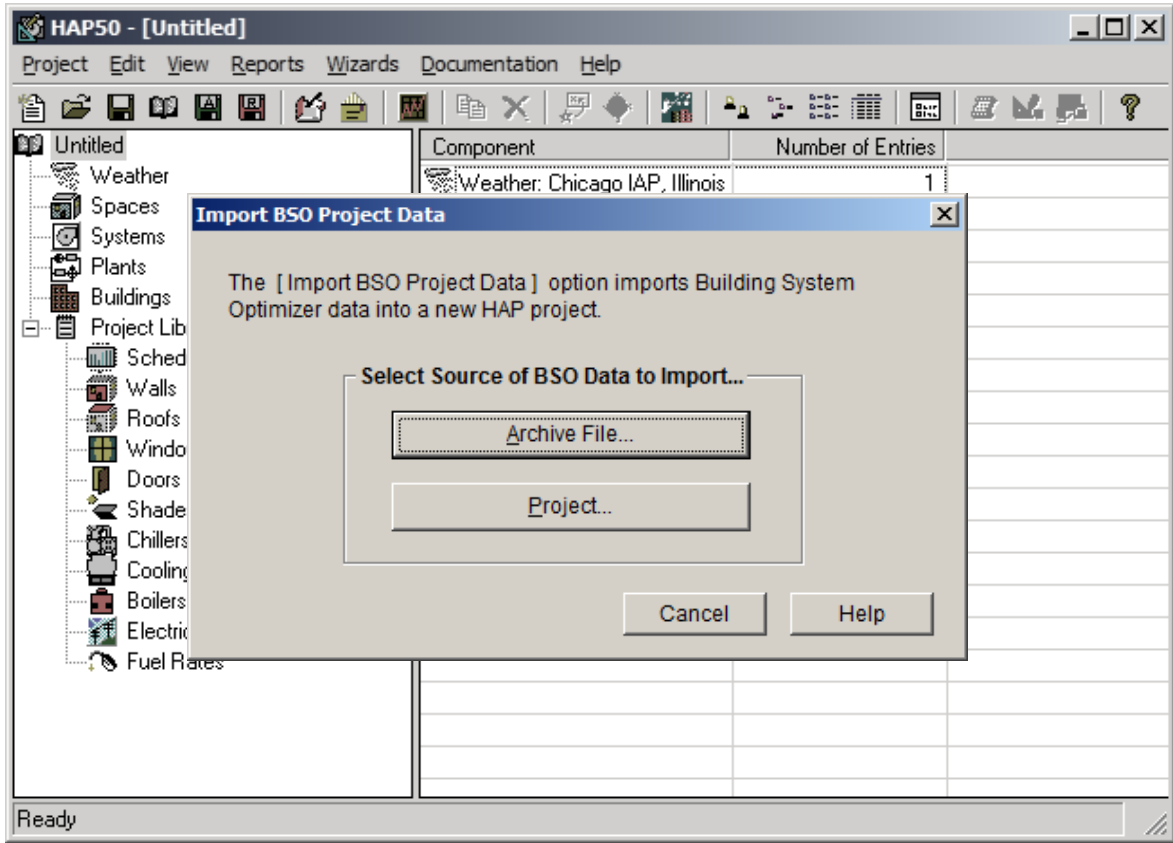 HAP50 - [Untitled]
Project Edit View Reports Wizards Documentation Help
Untitled
Weather
Spaces
Systems
Plants
Buildings
Project Lib
Sched
Walls
Roofs
Windo
Doors
Shade
Chillers
Cooling
Boilers
Electric
Fuel Rates
Component Number of Entries
Weather: Chicago IAP, Illinois 1
Import BSO Project Data
The [ Import BSO Project Data ] option imports Building System
Optimizer data into a new HAP project.
Select Source of BSO Data to Import...
Archive File...
Project...
Cancel Help
Ready